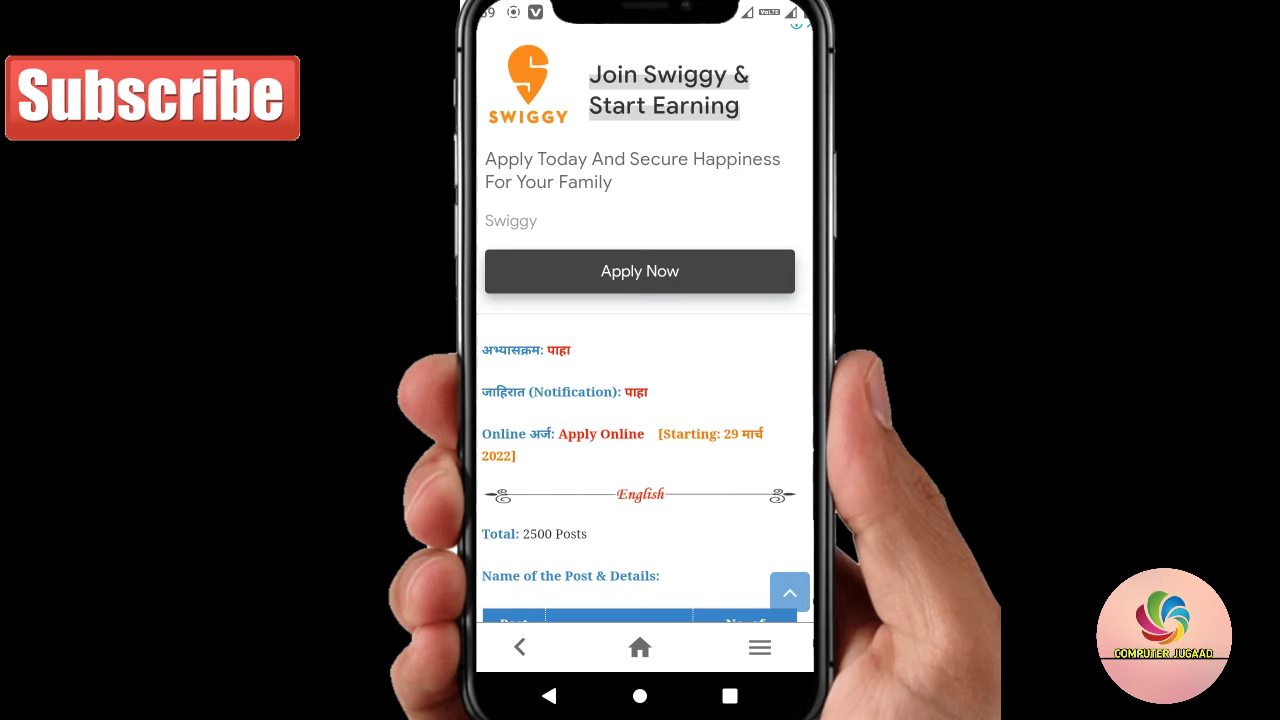 Subscribe
VoLTE
SWIGGY
Join Swiggy &
Start Earning
Apply Today And Secure Happiness
For Your Family
Swiggy
Apply Now
अभ्यासक्रम: पाहा
जाहिरात (Notification): पाहा
Online अर्ज: Apply Online [Starting: 29 मार्च
2022]
English
Total: 2500 Posts
Name of the Post & Details:
COMPUTER JUGAAD